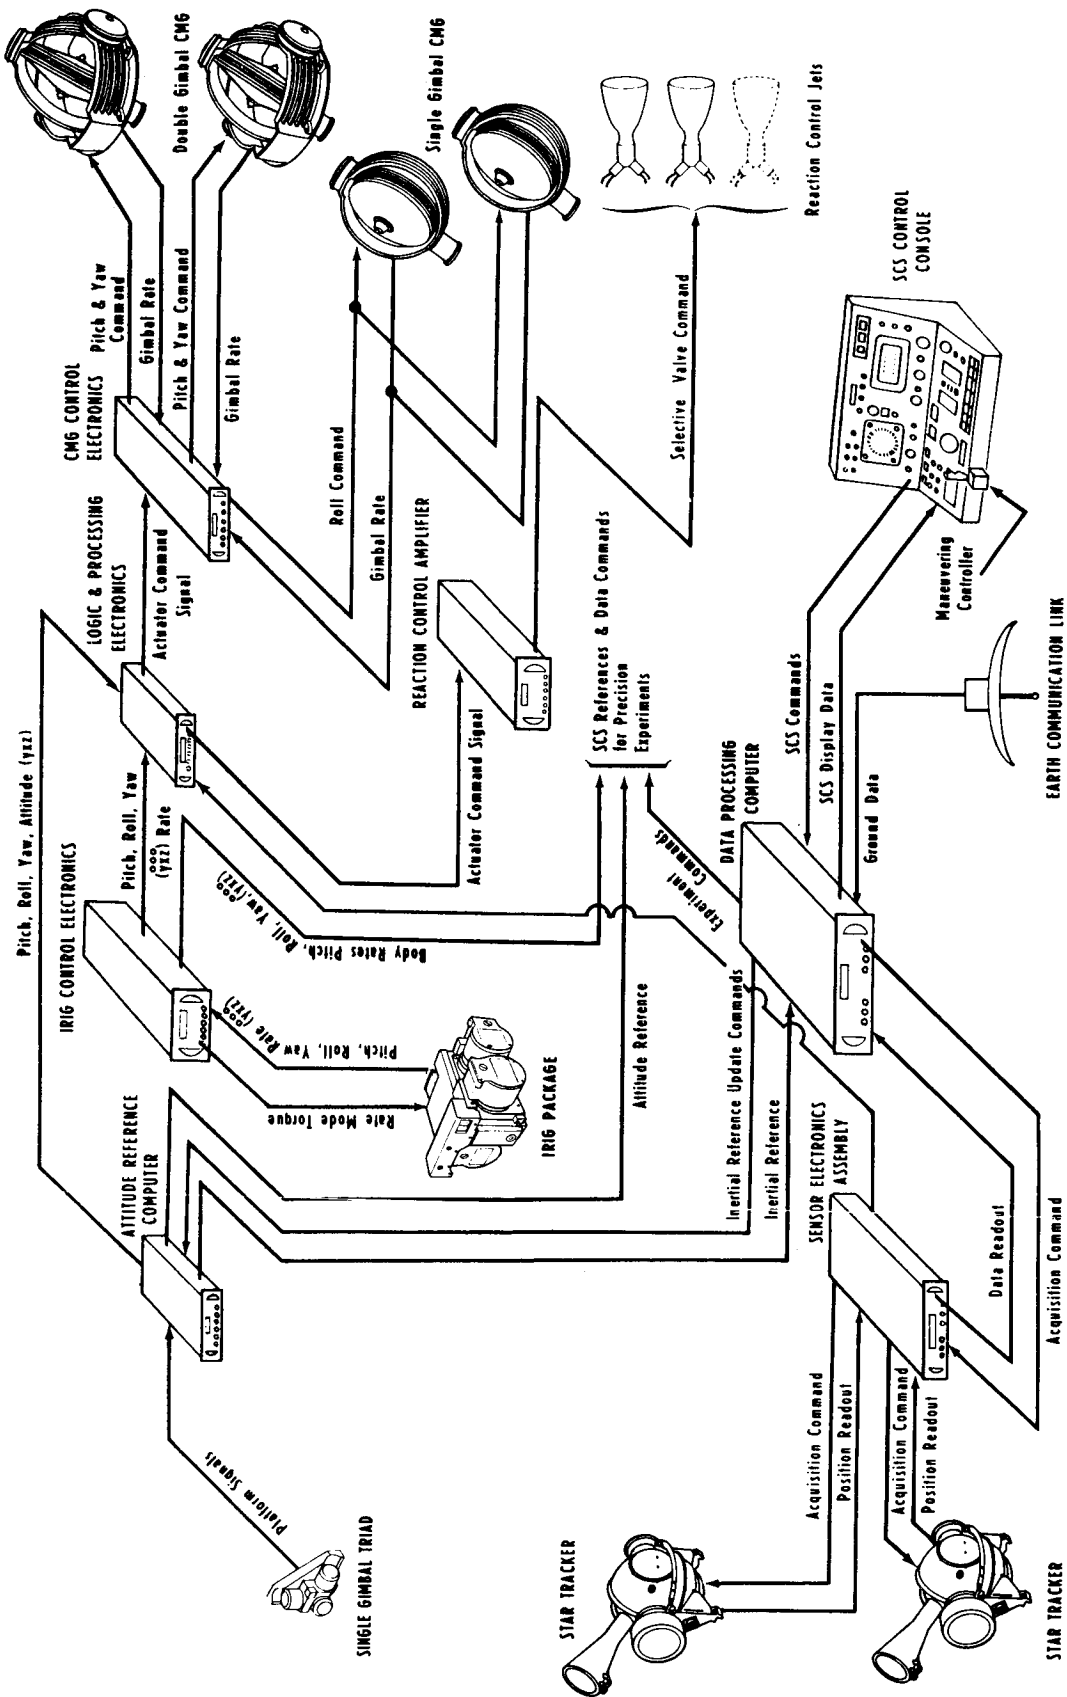 SINGLE GIMBAL TRIAD
Platform Signals
ATTITUDE REFERENCE
COMPUTER
Pitch, Roll, Yaw, Attitude (yxz)
IRIG CONTROL ELECTRONICS
Pitch, Roll, Yaw
(yxz) Rate
LOGIC & PROCESSING
ELECTRONICS
Actuator Command
Signal
CMG CONTROL
ELECTRONICS
Pitch & Yaw
Command
Gimbal Rate
Pitch & Yaw Command
Gimbal Rate
Double Gimbal CMG
Roll Command
Gimbal Rate
Single Gimbal CMG
Rate Mode Torque
Pitch, Roll, Yaw Rate (yxz)
IRIG PACKAGE
Body Rates Pitch, Roll, Yaw,(yxz)
Actuator Command Signal
REACTION CONTROL AMPLIFIER
Selective Valve Command
Reaction Control Jets
SCS References & Data Commands
for Precision
Experiments
Attitude Reference
Experiment
Commands
Inertial Reference Update Commands
Inertial Reference
DATA PROCESSING
COMPUTER
SENSOR ELECTRONICS
ASSEMBLY
STAR TRACKER
Acquisition Command
Position Readout
Acquisition Command
Position Readout
STAR TRACKER
Data Readout
Acquisition Command
SCS Commands
SCS Display Data
Ground Data
SCS CONTROL
CONSOLE
Maneuvering
Controller
EARTH COMMUNICATION LINK